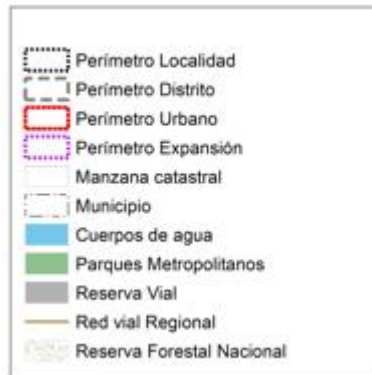 Perímetro Localidad
Perímetro Distrito
Perímetro Urbano
Perímetro Expansión
Manzana catastral
Municipio
Cuerpos de agua
Parques Metropolitanos
Reserva Vial
Red vial Regional
Reserva Forestal Nacional